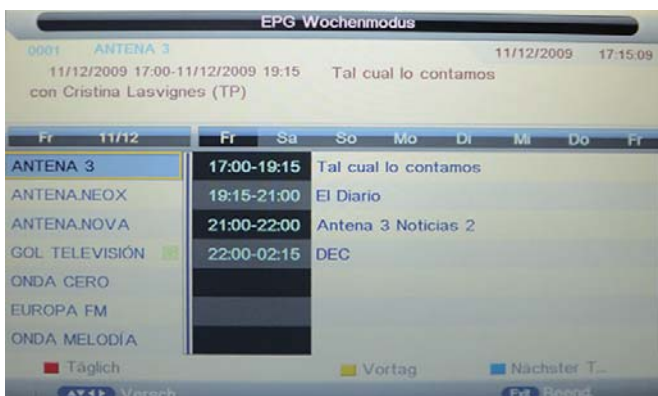 EPG Wochenmodus
0001 ANTENA 3 11/12/2009 17:15:09
11/12/2009 17:00-11/12/2009 19:15 Tal cual lo contamos
con Cristina Lasvignes (TP)
Fr 11/12 Fr Sa So Mo Di Mi Do Fr
ANTENA 3 17:00-19:15 Tal cual lo contamos
ANTENA.NEOX 19:15-21:00 El Diario
ANTENA.NOVA 21:00-22:00 Antena 3 Noticias 2
GOL TELEVISIÓN 22:00-02:15 DEC
ONDA CERO
EUROPA FM
ONDA MELODÍA
Täglich Vortag Nächster T...
Versch. Exit Beend.